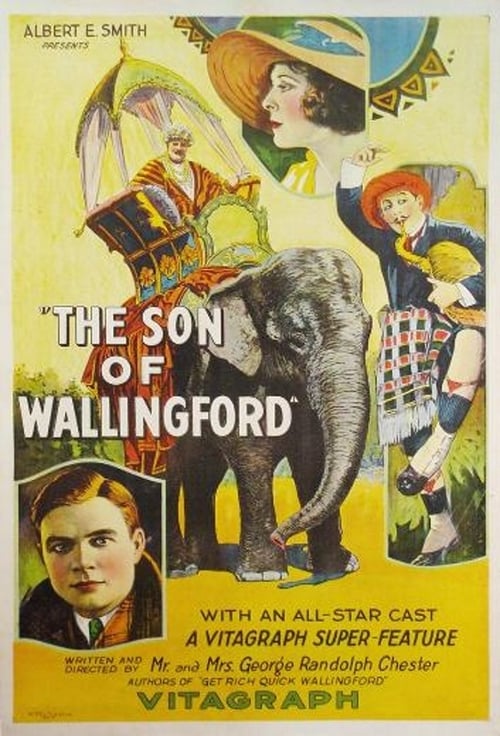 ALBERT E. SMITH
PRESENTS
"THE SON
OF
WALLINGFORD"
WITH AN ALL-STAR CAST
A VITAGRAPH SUPER-FEATURE
WRITTEN AND
DIRECTED BY Mr. and Mrs. George Randolph Chester
AUTHORS OF "GET RICH QUICK WALLINGFORD"
VITAGRAPH